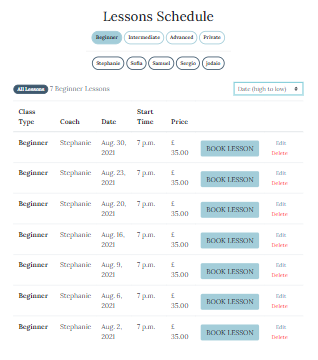 Lessons Schedule
Beginner Intermediate Advanced Private
Stephanie Sofia Samuel Sergio Jodaio
All Lessons 7 Beginner Lessons Date (high to low)
Class Type Coach Date Start Time Price
Beginner Stephanie Aug. 30, 2021 7 p.m. £ 35.00 BOOK LESSON Edit Delete
Beginner Stephanie Aug. 23, 2021 7 p.m. £ 35.00 BOOK LESSON Edit Delete
Beginner Stephanie Aug. 20, 2021 7 p.m. £ 35.00 BOOK LESSON Edit Delete
Beginner Stephanie Aug. 16, 2021 7 p.m. £ 35.00 BOOK LESSON Edit Delete
Beginner Stephanie Aug. 9, 2021 7 p.m. £ 35.00 BOOK LESSON Edit Delete
Beginner Stephanie Aug. 6, 2021 7 p.m. £ 35.00 BOOK LESSON Edit Delete
Beginner Stephanie Aug. 2, 2021 7 p.m. £ 35.00 BOOK LESSON Edit Delete